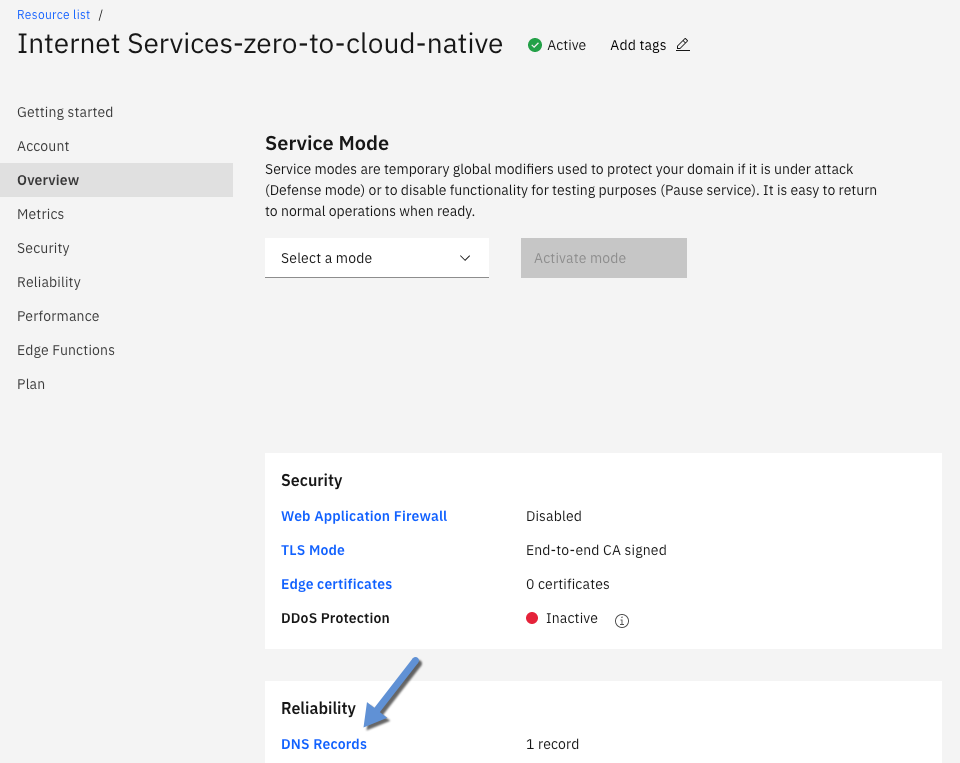 Resource list /
Internet Services-zero-to-cloud-native Active Add tags
Getting started
Account
Overview
Metrics
Security
Reliability
Performance
Edge Functions
Plan
Service Mode
Service modes are temporary global modifiers used to protect your domain if it is under attack
(Defense mode) or to disable functionality for testing purposes (Pause service). It is easy to return
to normal operations when ready.
Select a mode Activate mode
Security
Web Application Firewall Disabled
TLS Mode End-to-end CA signed
Edge certificates 0 certificates
DDoS Protection Inactive
Reliability
DNS Records 1 record